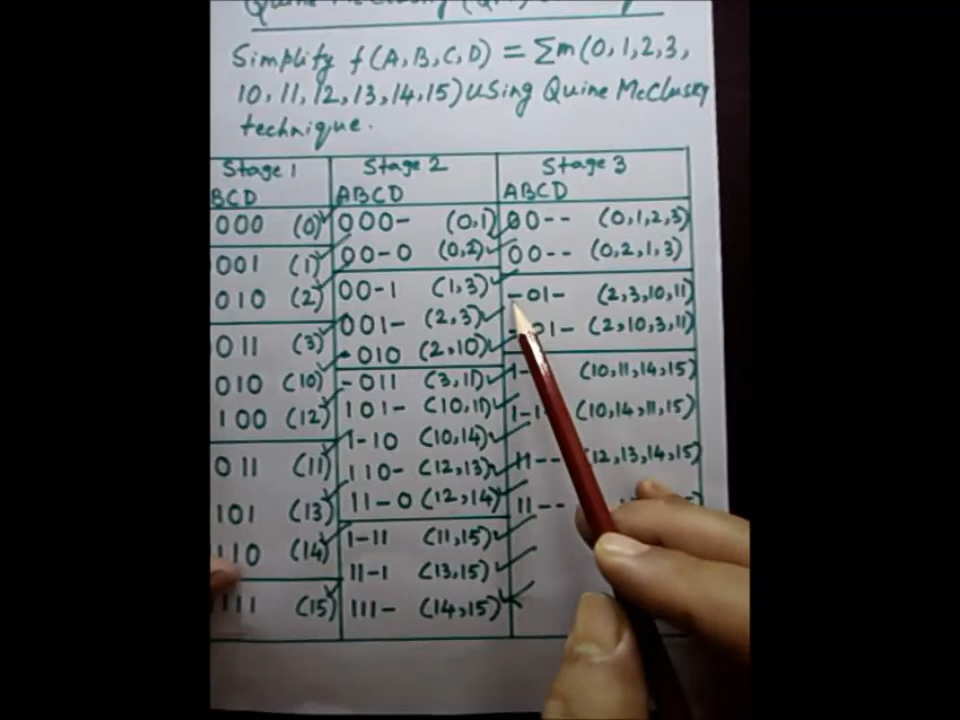 Simplify f(A,B,C,D) = Σm(0,1,2,3,
10,11,12,13,14,15) using Quine McClusky
technique.
Stage 1 Stage 2 Stage 3
BCD ABCD ABCD
000 (0)✓ 000- (0,1)✓ 00-- (0,1,2,3)
001 (1)✓ 00-0 (0,2)✓ 00-- (0,2,1,3)
010 (2)✓ 00-1 (1,3)✓ -01- (2,3,10,11)
011 (3)✓ 001- (2,3)✓ -01- (2,10,3,11)
010 (10)✓ -010 (2,10)✓ 1- (10,11,14,15)
100 (12)✓ -011 (3,11)✓ 1-1 (10,14,11,15)
011 (11)✓ 101- (10,11)✓ 11-- (12,13,14,15)
101 (13)✓ 1-10 (10,14)✓ 11--
110 (14)✓ 110- (12,13)✓
1111 (15)✓ 11-0 (12,14)✓
1-11 (11,15)✓
11-1 (13,15)✓
111- (14,15)✓